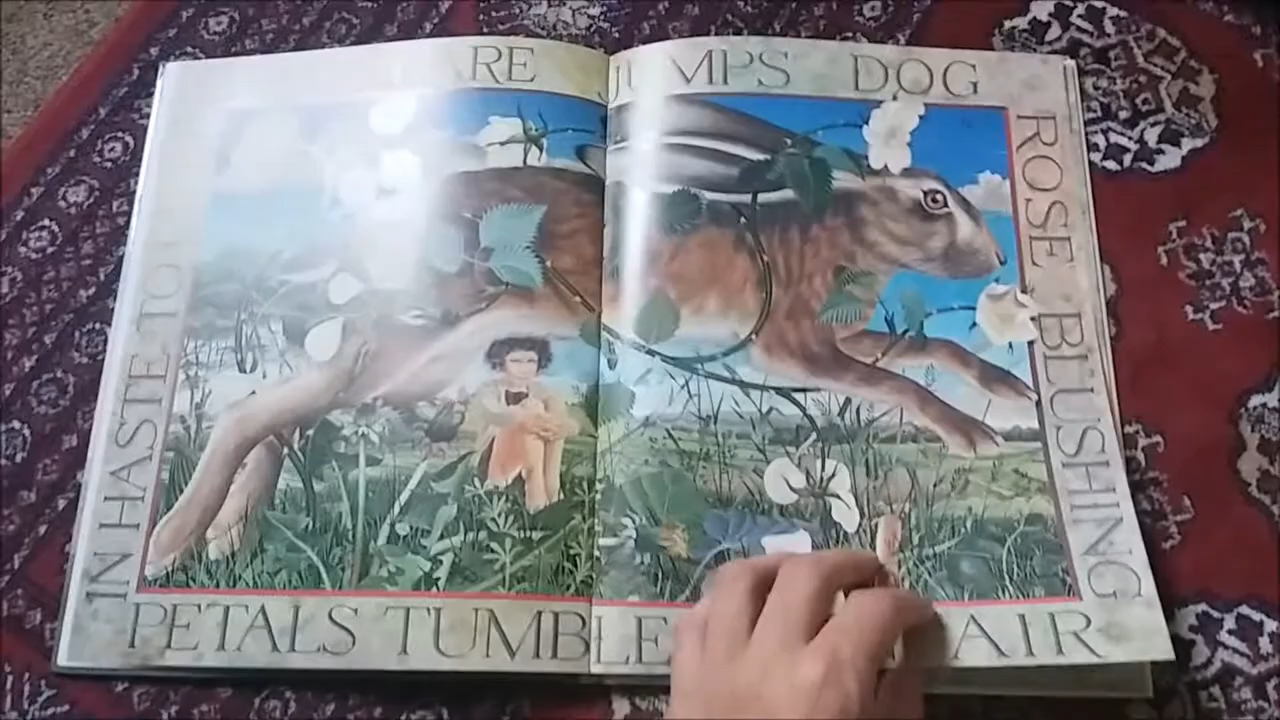 IN HASTE TO
RE JUMPS DOG
ROSE BLUSHING
PETALS TUMBLE AIR